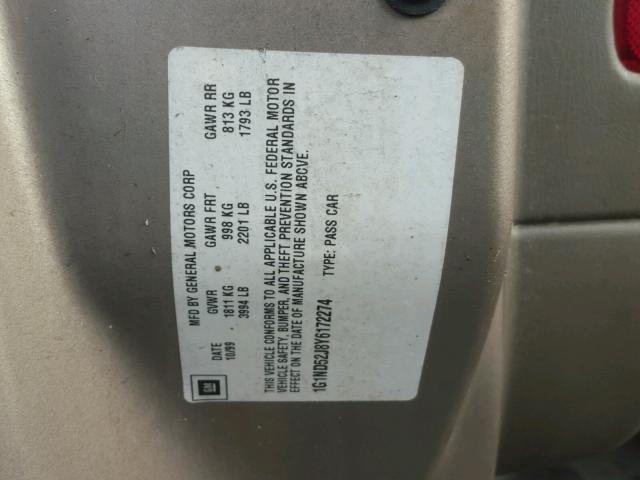 MFD BY GENERAL MOTORS CORP
DATE GVWR GAWR FRT GAWR RR
10/99 1811 KG 998 KG 813 KG
3994 LB 2201 LB 1793 LB
THIS VEHICLE CONFORMS TO ALL APPLICABLE U.S. FEDERAL MOTOR
VEHICLE SAFETY, BUMPER, AND THEFT PREVENTION STANDARDS IN
EFFECT ON THE DATE OF MANUFACTURE SHOWN ABOVE.
1G1ND52J8Y6172274 TYPE: PASS CAR
GM